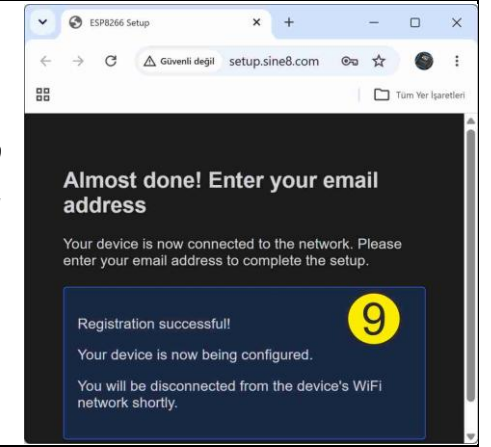 ESP8266 Setup
Güvenli değil setup.sine8.com
Tüm Yer İşaretleri
Almost done! Enter your email
address
Your device is now connected to the network. Please
enter your email address to complete the setup.
9
Registration successful!
Your device is now being configured.
You will be disconnected from the device's WiFi
network shortly.